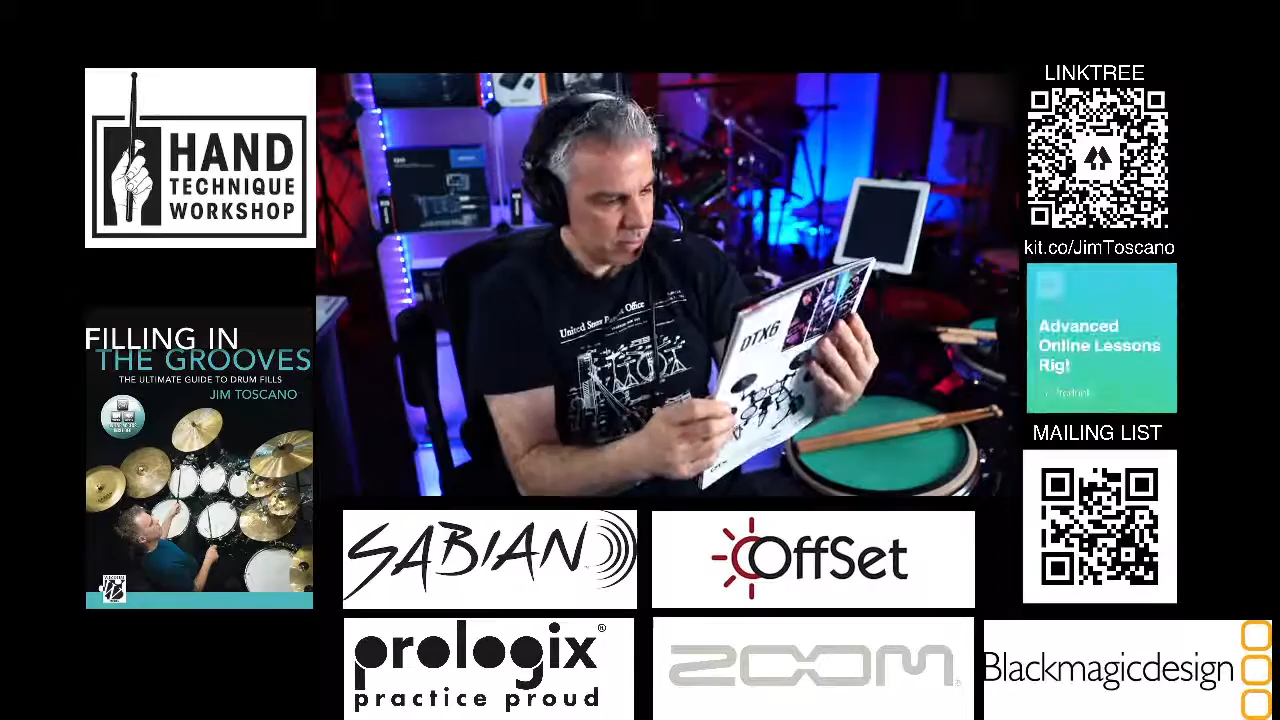 HAND
TECHNIQUE
WORKSHOP
FILLING IN
THE GROOVES
THE ULTIMATE GUIDE TO DRUM FILLS
JIM TOSCANO
United States Patent Office
DTX6
LINKTREE
kit.co/JimToscano
Advanced
Online Lessons
Rig!
MAILING LIST
SABIAN
OffSet
prologix®
practice proud
ZOOM
Blackmagicdesign